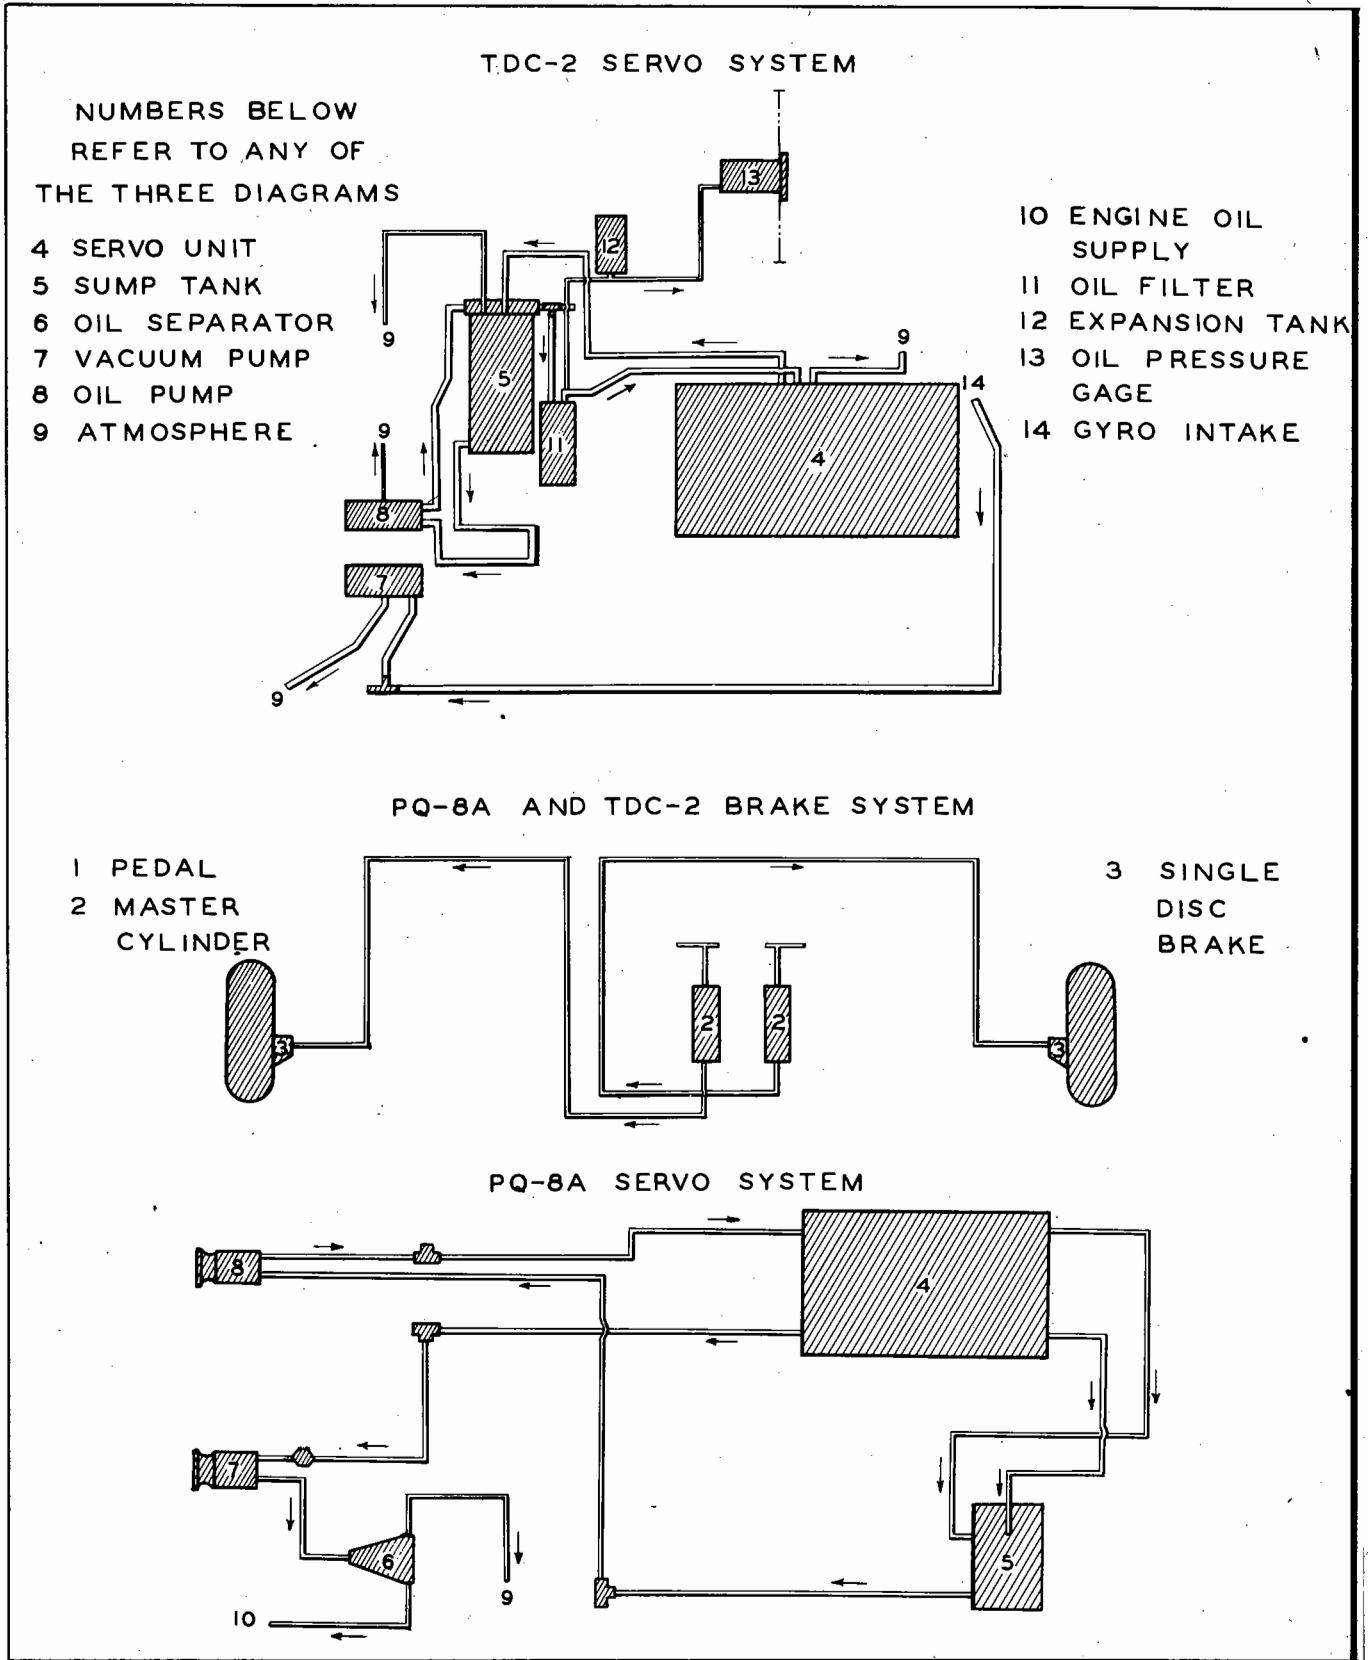 TDC-2 SERVO SYSTEM
NUMBERS BELOW
REFER TO ANY OF
THE THREE DIAGRAMS
4 SERVO UNIT
5 SUMP TANK
6 OIL SEPARATOR
7 VACUUM PUMP
8 OIL PUMP
9 ATMOSPHERE
10 ENGINE OIL
SUPPLY
11 OIL FILTER
12 EXPANSION TANK
13 OIL PRESSURE
GAGE
14 GYRO INTAKE
13
12
9
9
14
5
11
4
9
8
7
9
PQ-8A AND TDC-2 BRAKE SYSTEM
1 PEDAL
2 MASTER
CYLINDER
3 SINGLE
DISC
BRAKE
2
2
3
3
PQ-8A SERVO SYSTEM
8
4
7
6
5
9
10